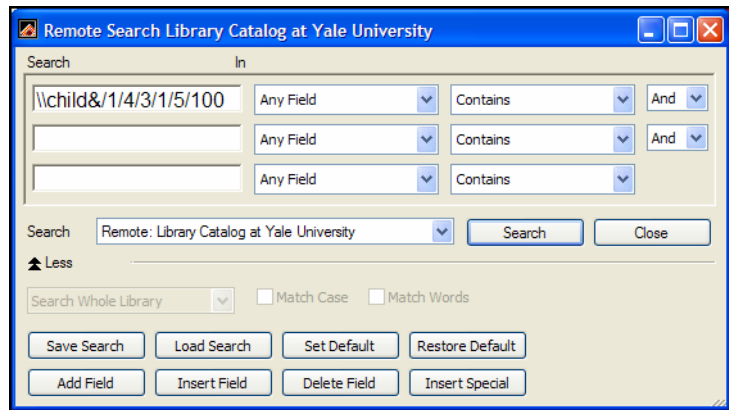 Remote Search Library Catalog at Yale University
Search In
\\child&/1/4/3/1/5/100 Any Field Contains And
Any Field Contains And
Any Field Contains
Search Remote: Library Catalog at Yale University Search Close
Less
Search Whole Library Match Case Match Words
Save Search Load Search Set Default Restore Default
Add Field Insert Field Delete Field Insert Special